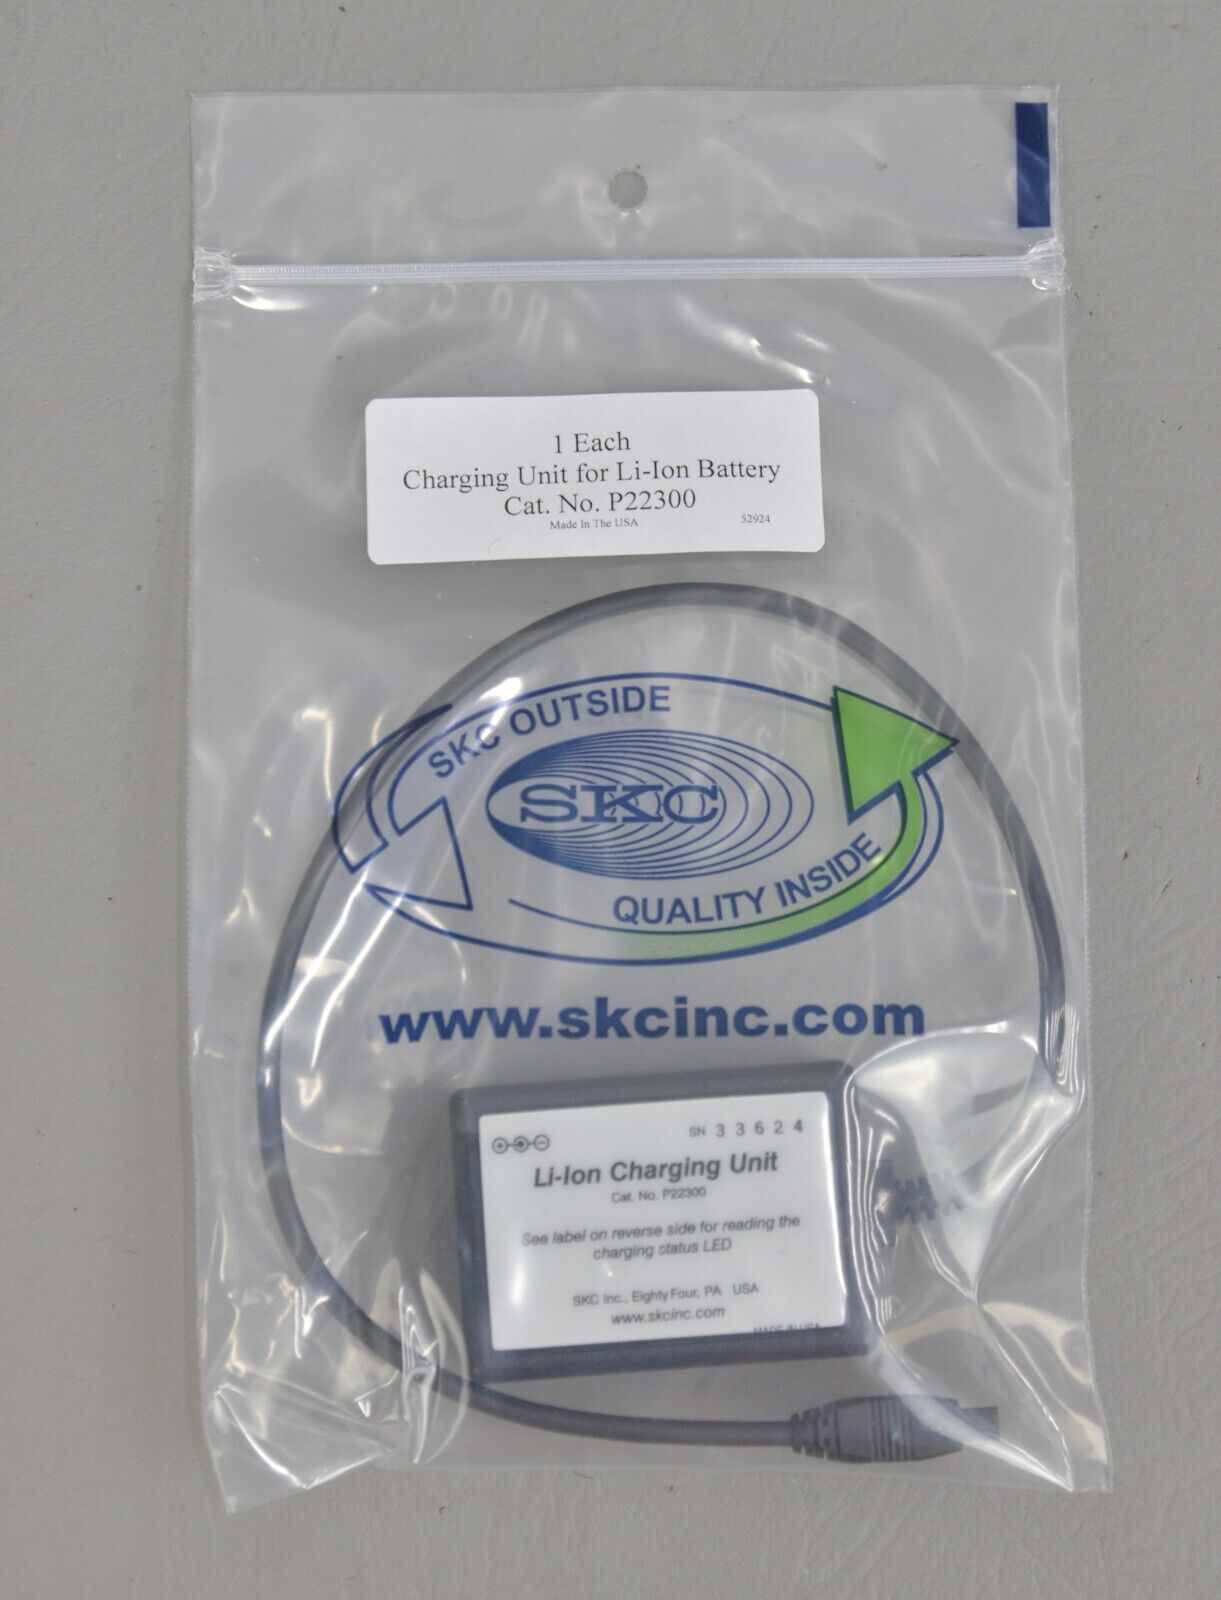 1 Each
Charging Unit for Li-Ion Battery
Cat. No. P22300
Made In The USA 52924
SKC OUTSIDE
SKC
QUALITY INSIDE
www.skcinc.com
SN 3 3 6 2 4
Li-Ion Charging Unit
Cat. No. P22300
See label on reverse side for reading the
charging status LED
SKC Inc., Eighty Four, PA USA
www.skcinc.com
MADE IN USA